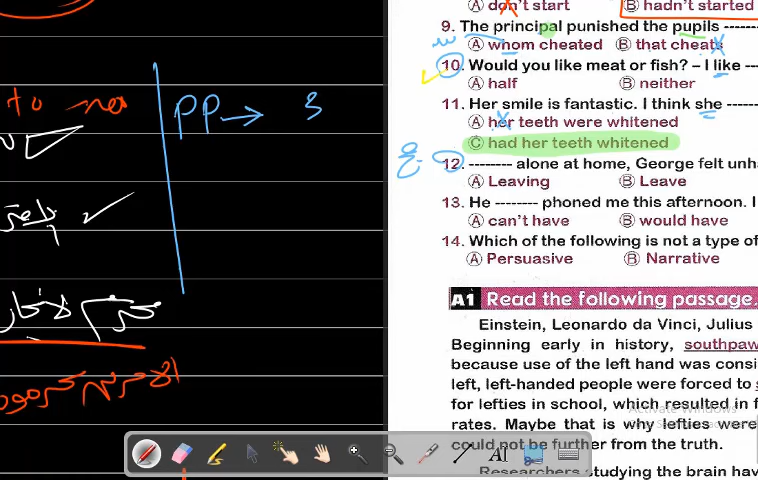 A don't start B hadn't started
9. The principal punished the pupils --------
A whom cheated B that cheats
10. Would you like meat or fish? – I like ---
A half B neither
11. Her smile is fantastic. I think she -------
A her teeth were whitened
C had her teeth whitened
12. -------- alone at home, George felt unh
A Leaving B Leave
13. He -------- phoned me this afternoon. I
A can't have B would have
14. Which of the following is not a type of
A Persuasive B Narrative
A1 Read the following passage.
Einstein, Leonardo da Vinci, Julius
Beginning early in history, southpaw
because use of the left hand was consi
left, left-handed people were forced to
for lefties in school, which resulted in f
rates. Maybe that is why lefties were
could not be further from the truth.
Researchers studying the brain hav
Activate Windows
PP →
AI